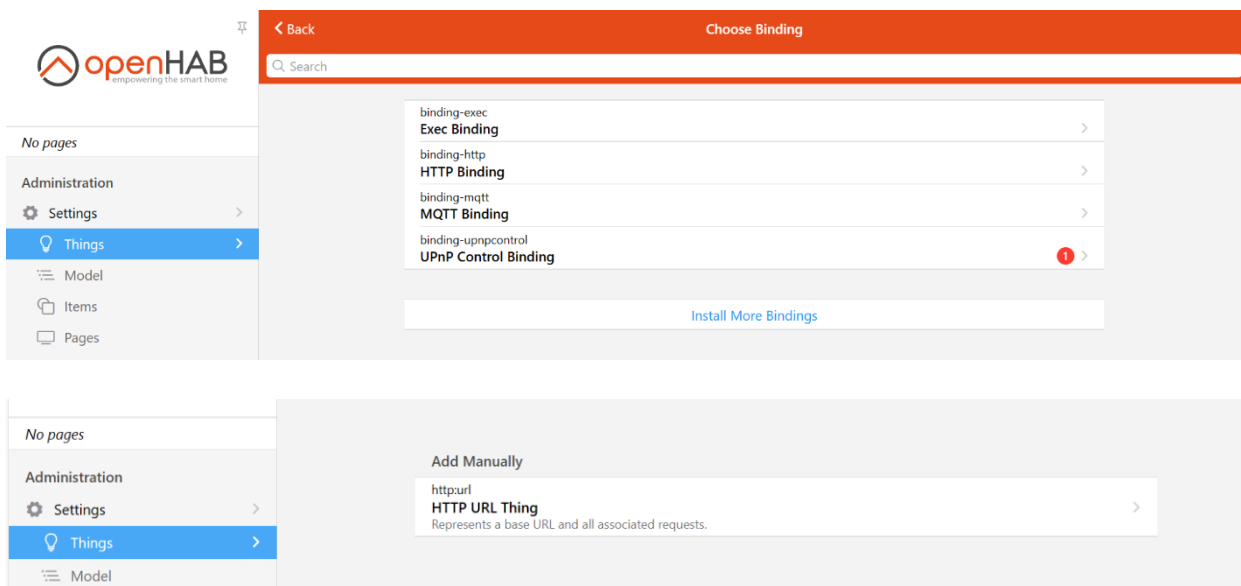 openHAB
empowering the smart home
Back
Choose Binding
Search
No pages
Administration
Settings
Things
Model
Items
Pages
binding-exec
Exec Binding
binding-http
HTTP Binding
binding-mqtt
MQTT Binding
binding-upnpcontrol
UPnP Control Binding
1
Install More Bindings
No pages
Administration
Settings
Things
Model
Add Manually
http:url
HTTP URL Thing
Represents a base URL and all associated requests.